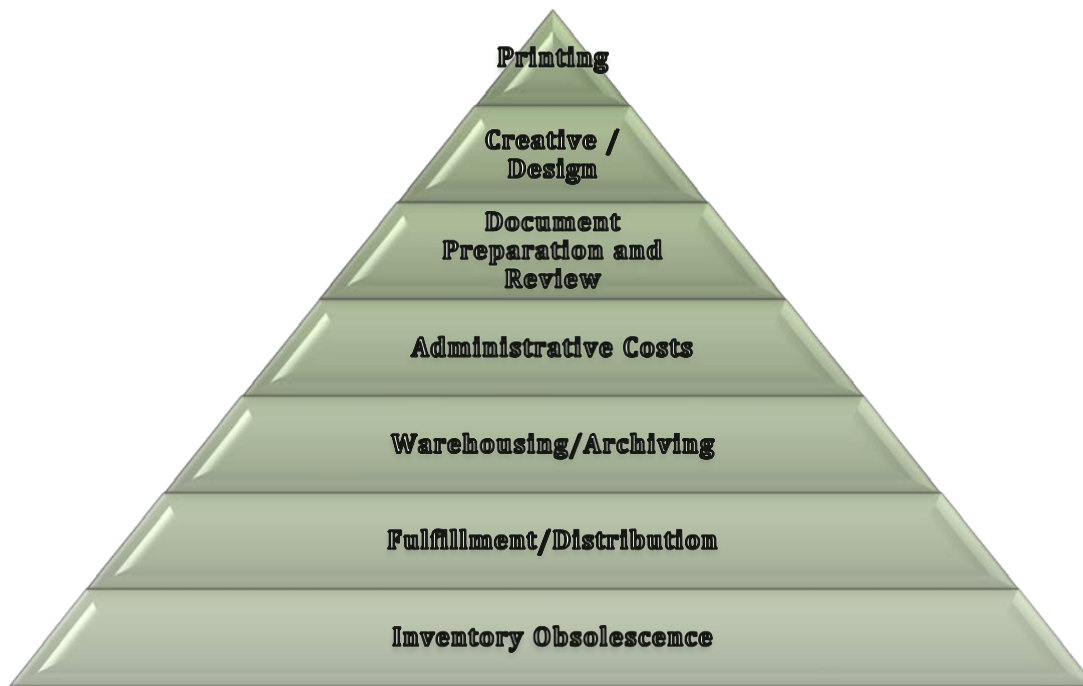 Printing
Creative /
Design
Document
Preparation and
Review
Administrative Costs
Warehousing/Archiving
Fulfillment/Distribution
Inventory Obsolescence